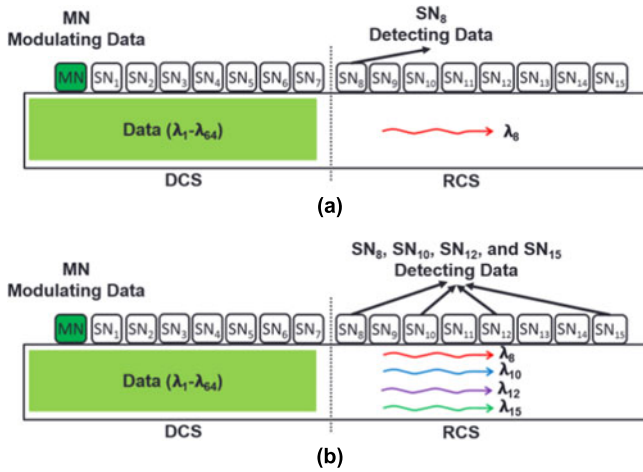 MN
Modulating Data
SN₈
Detecting Data
MN SN₁ SN₂ SN₃ SN₄ SN₅ SN₆ SN₇ SN₈ SN₉ SN₁₀ SN₁₁ SN₁₂ SN₁₃ SN₁₄ SN₁₅
Data (λ₁-λ₆₄)
λ₈
DCS RCS
(a)
MN
Modulating Data
SN₈, SN₁₀, SN₁₂, and SN₁₅
Detecting Data
MN SN₁ SN₂ SN₃ SN₄ SN₅ SN₆ SN₇ SN₈ SN₉ SN₁₀ SN₁₁ SN₁₂ SN₁₃ SN₁₄ SN₁₅
Data (λ₁-λ₆₄)
λ₈
λ₁₀
λ₁₂
λ₁₅
DCS RCS
(b)